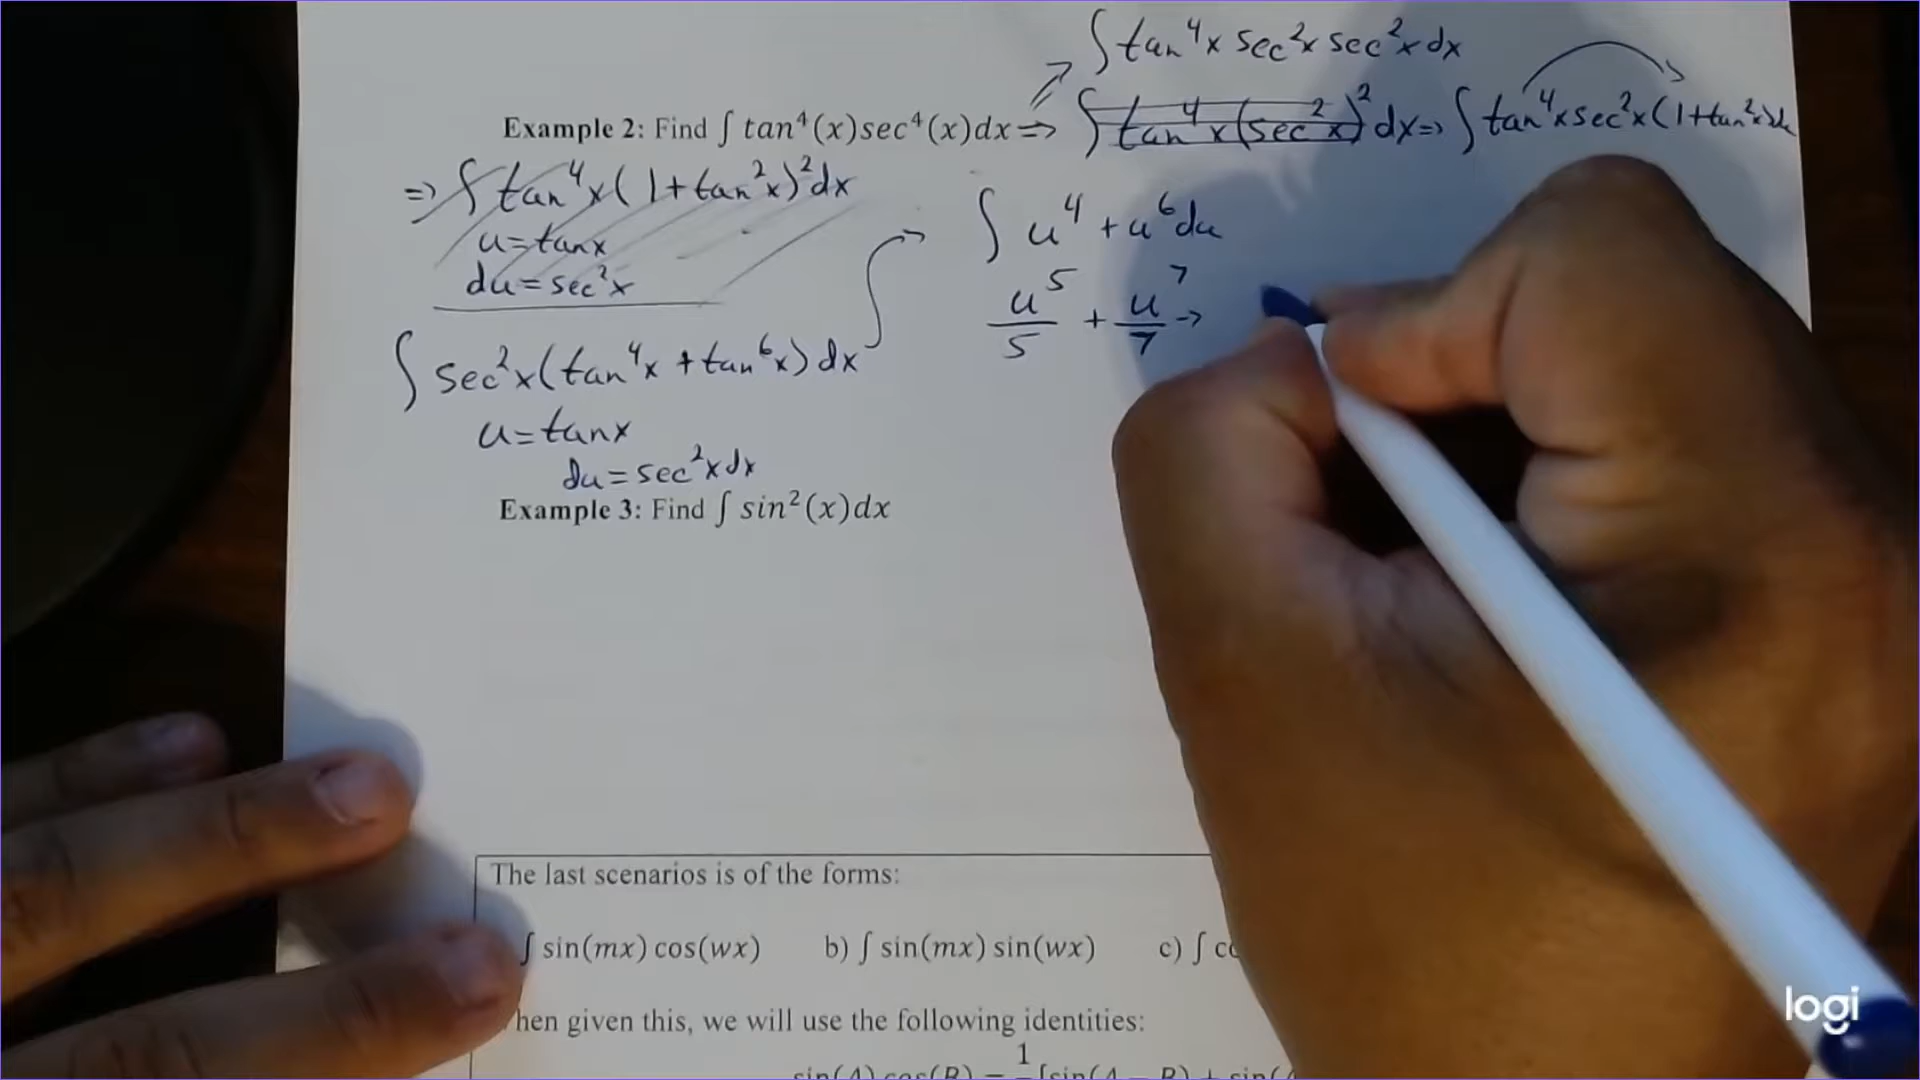 ∫tan⁴x sec²x sec²x dx
Example 2: Find ∫ tan⁴(x)sec⁴(x)dx => ∫tan⁴x(sec²x)²dx => ∫tan⁴x sec²x(1+tan²x)dx
=> ∫tan⁴x(1+tan²x)²dx
u=tanx
du=sec²x
∫sec²x(tan⁴x + tan⁶x)dx
u=tanx
du=sec²xdx
∫u⁴+u⁶du
u⁵/5 + u⁷/7 →
Example 3: Find ∫ sin²(x)dx
The last scenarios is of the forms:
∫ sin(mx) cos(wx) b) ∫ sin(mx) sin(wx) c) ∫
hen given this, we will use the following identities:
logi